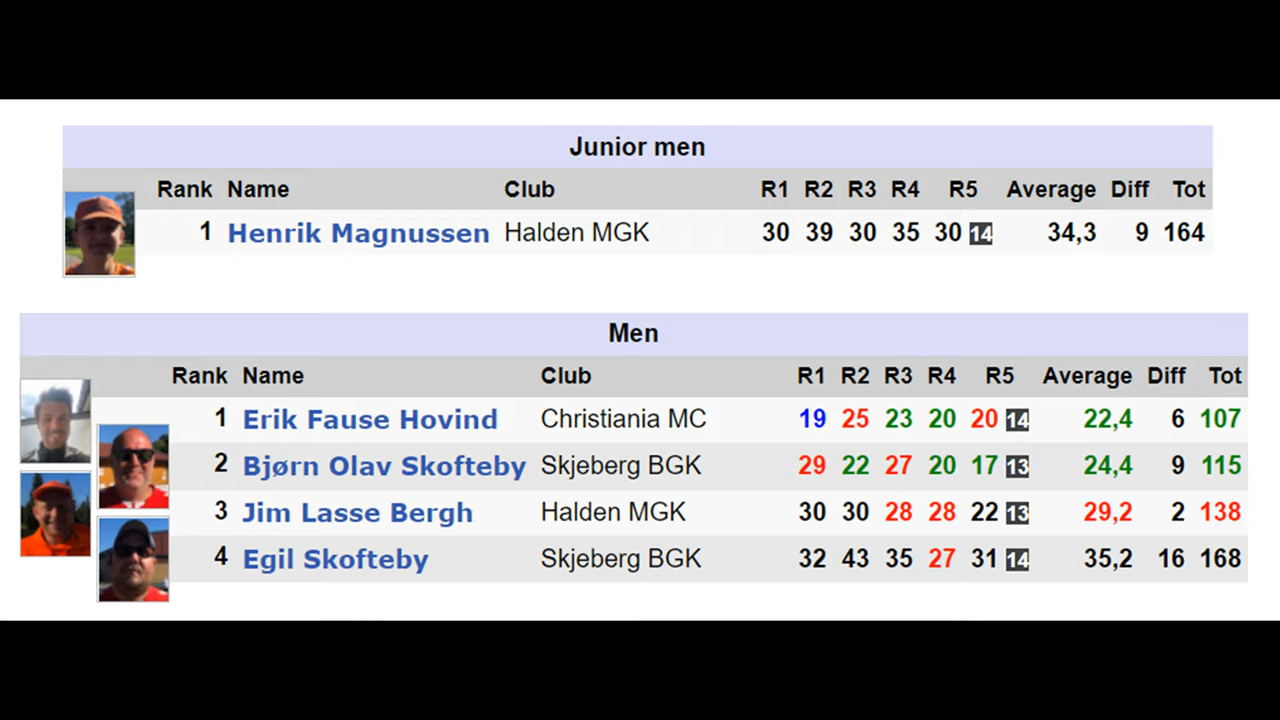 Junior men
Rank Name Club R1 R2 R3 R4 R5 Average Diff Tot
1 Henrik Magnussen Halden MGK 30 39 30 35 30 14 34,3 9 164
Men
Rank Name Club R1 R2 R3 R4 R5 Average Diff Tot
1 Erik Fause Hovind Christiania MC 19 25 23 20 20 14 22,4 6 107
2 Bjørn Olav Skofteby Skjeberg BGK 29 22 27 20 17 13 24,4 9 115
3 Jim Lasse Bergh Halden MGK 30 30 28 28 22 13 29,2 2 138
4 Egil Skofteby Skjeberg BGK 32 43 35 27 31 14 35,2 16 168